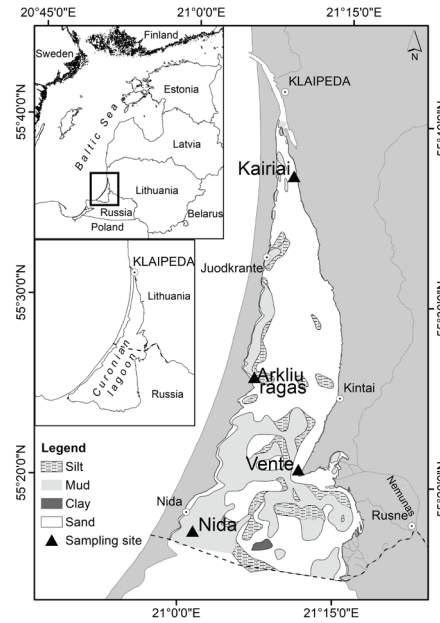 20°45'0"E
21°0'0"E
21°15'0"E
Finland
Sweden
Estonia
Baltic Sea
Latvia
Lithuania
Russia
Belarus
Poland
N
KLAIPEDA
Kairiai
Juodkrante
Arkliu
ragas
Kintai
Vente
Nemunas
Rusne
Nida
Nida
KLAIPEDA
Lithuania
Curonian
lagoon
Russia
Legend
Silt
Mud
Clay
Sand
Sampling site
55°40'0"N
55°30'0"N
55°20'0"N
21°0'0"E
21°15'0"E